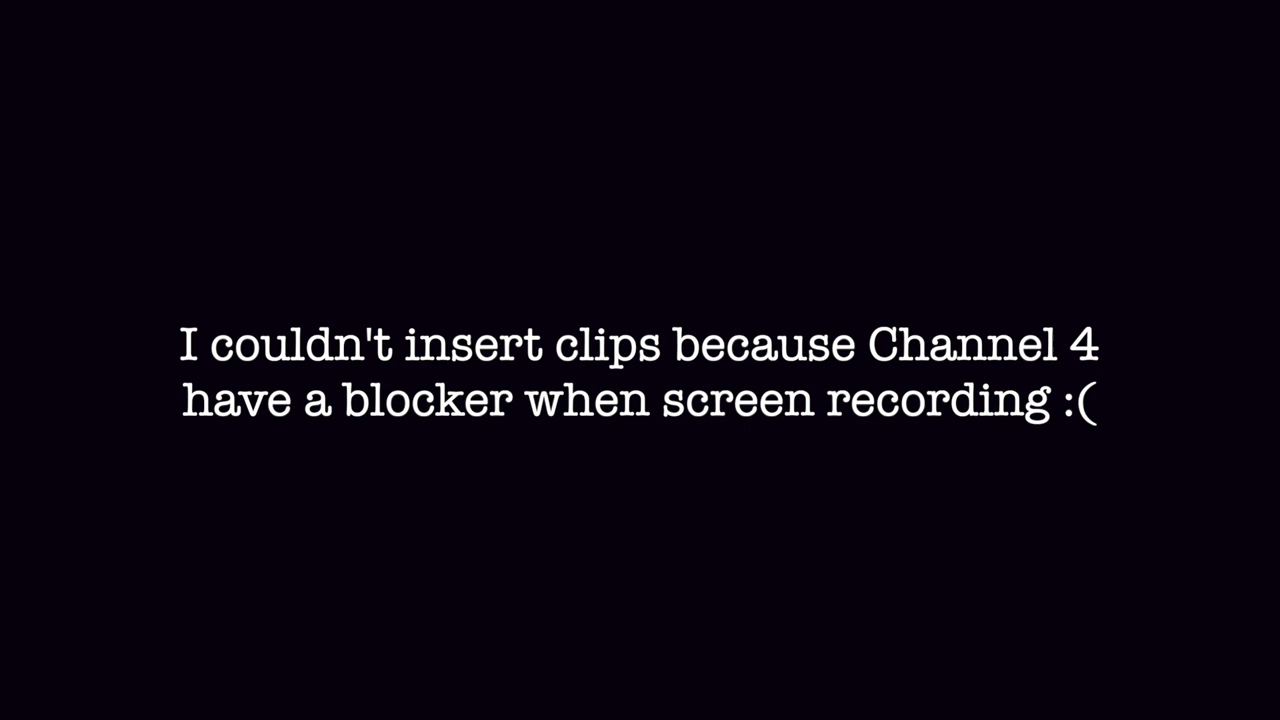 I couldn't insert clips because Channel 4
have a blocker when screen recording :(